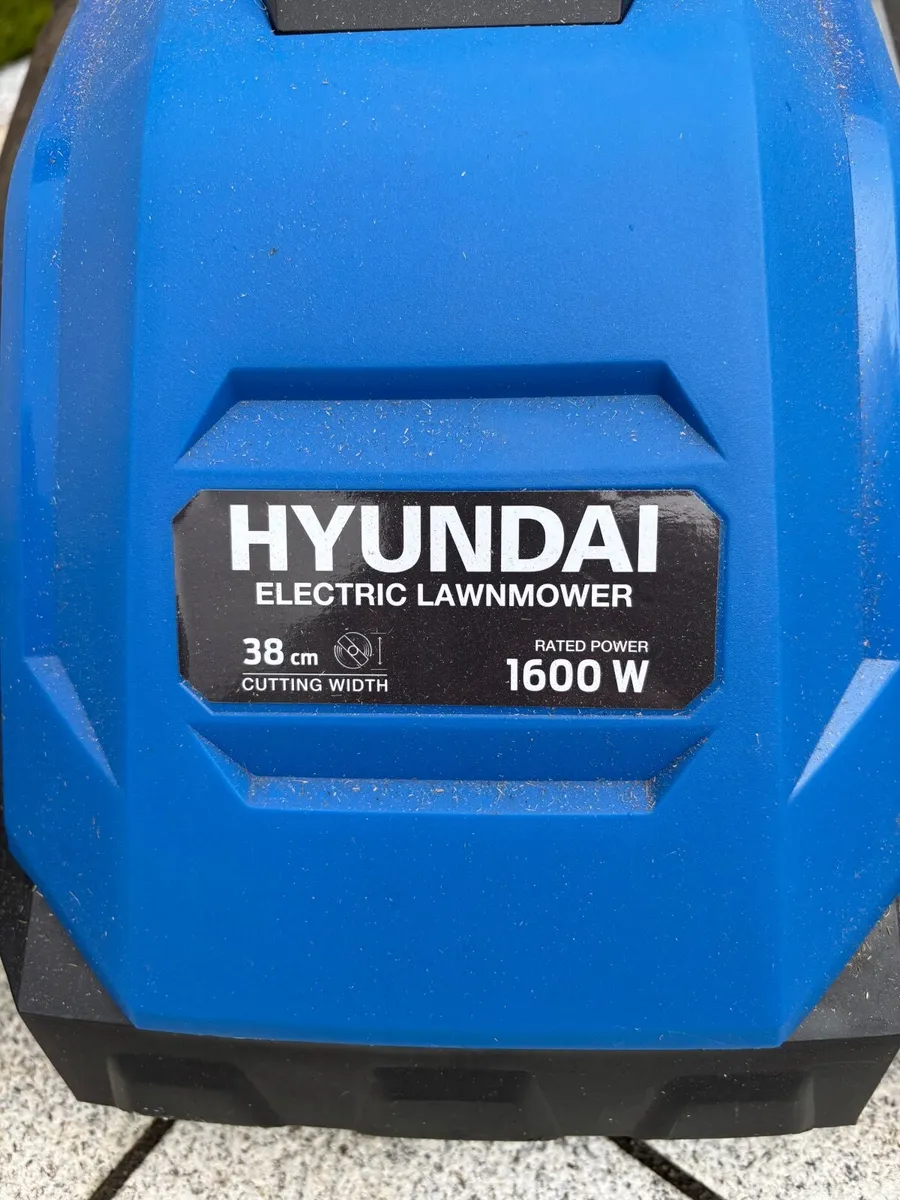 HYUNDAI
ELECTRIC LAWNMOWER
38 cm
CUTTING WIDTH
RATED POWER
1600 W